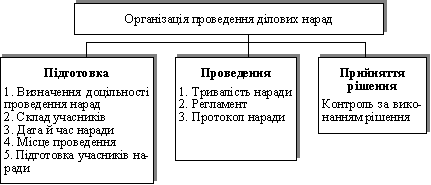 Організація проведення ділових нарад
Підготовка
1. Визначення доцільності
проведення нарад
2. Склад учасників
3. Дата й час наради
4. Місце проведення
5. Підготовка учасників на-
ради
Проведення
1. Тривалість наради
2. Регламент
3. Протокол наради
Прийняття
рішення
Контроль за вико-
нанням рішення